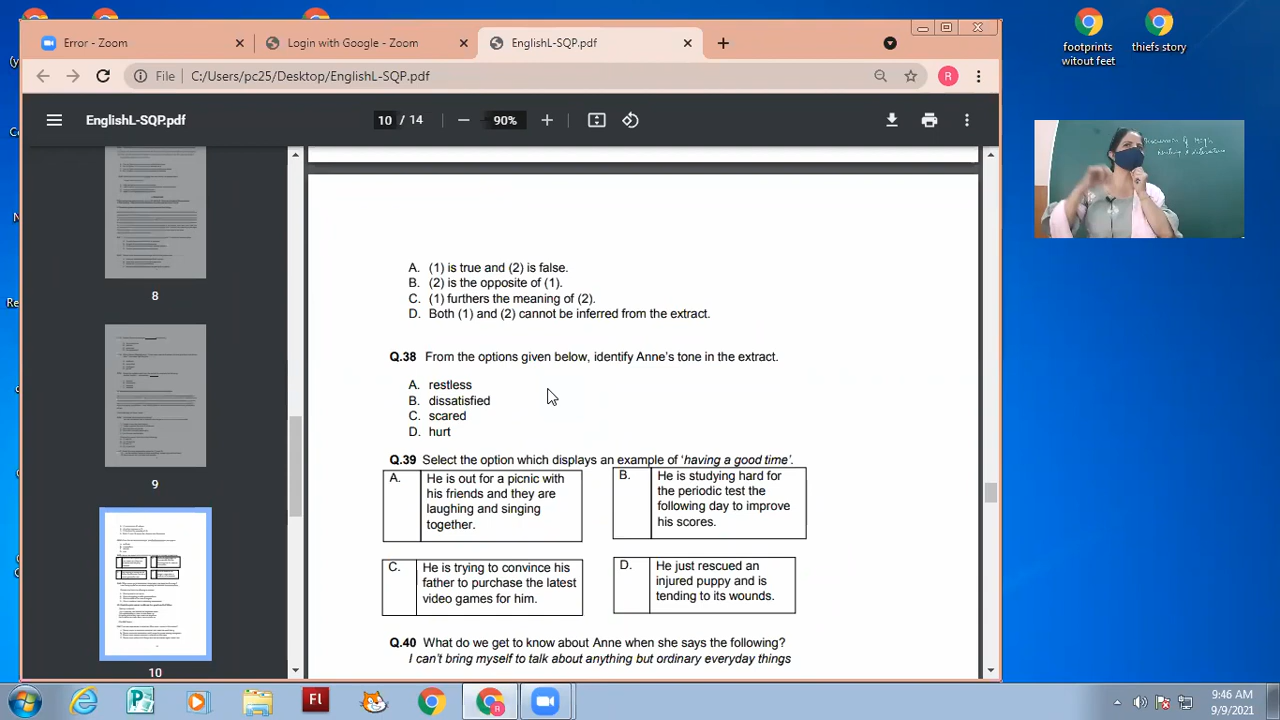 footprints
witout feet
thiefs story
Error - Zoom
Login with Google - Zoom
EnglishL-SQP.pdf
File
C:/Users/pc25/Desktop/EnglishL-SQP.pdf
R
EnglishL-SQP.pdf
10 / 14
90%
8
9
10
A. (1) is true and (2) is false.
B. (2) is the opposite of (1).
C. (1) furthers the meaning of (2).
D. Both (1) and (2) cannot be inferred from the extract.
Q.38 From the options given below, identify Anne's tone in the extract.
A. restless
B. dissatisfied
C. scared
D. hurt
Q.39 Select the option which displays an example of 'having a good time'.
A. He is out for a picnic with
his friends and they are
laughing and singing
together.
B. He is studying hard for
the periodic test the
following day to improve
his scores.
C. He is trying to convince his
father to purchase the latest
video games for him.
D. He just rescued an
injured puppy and is
tending to its wounds.
Q.40 What do we get to know about Anne when she says the following?
I can't bring myself to talk about anything but ordinary everyday things
Fl
9:46 AM
9/9/2021